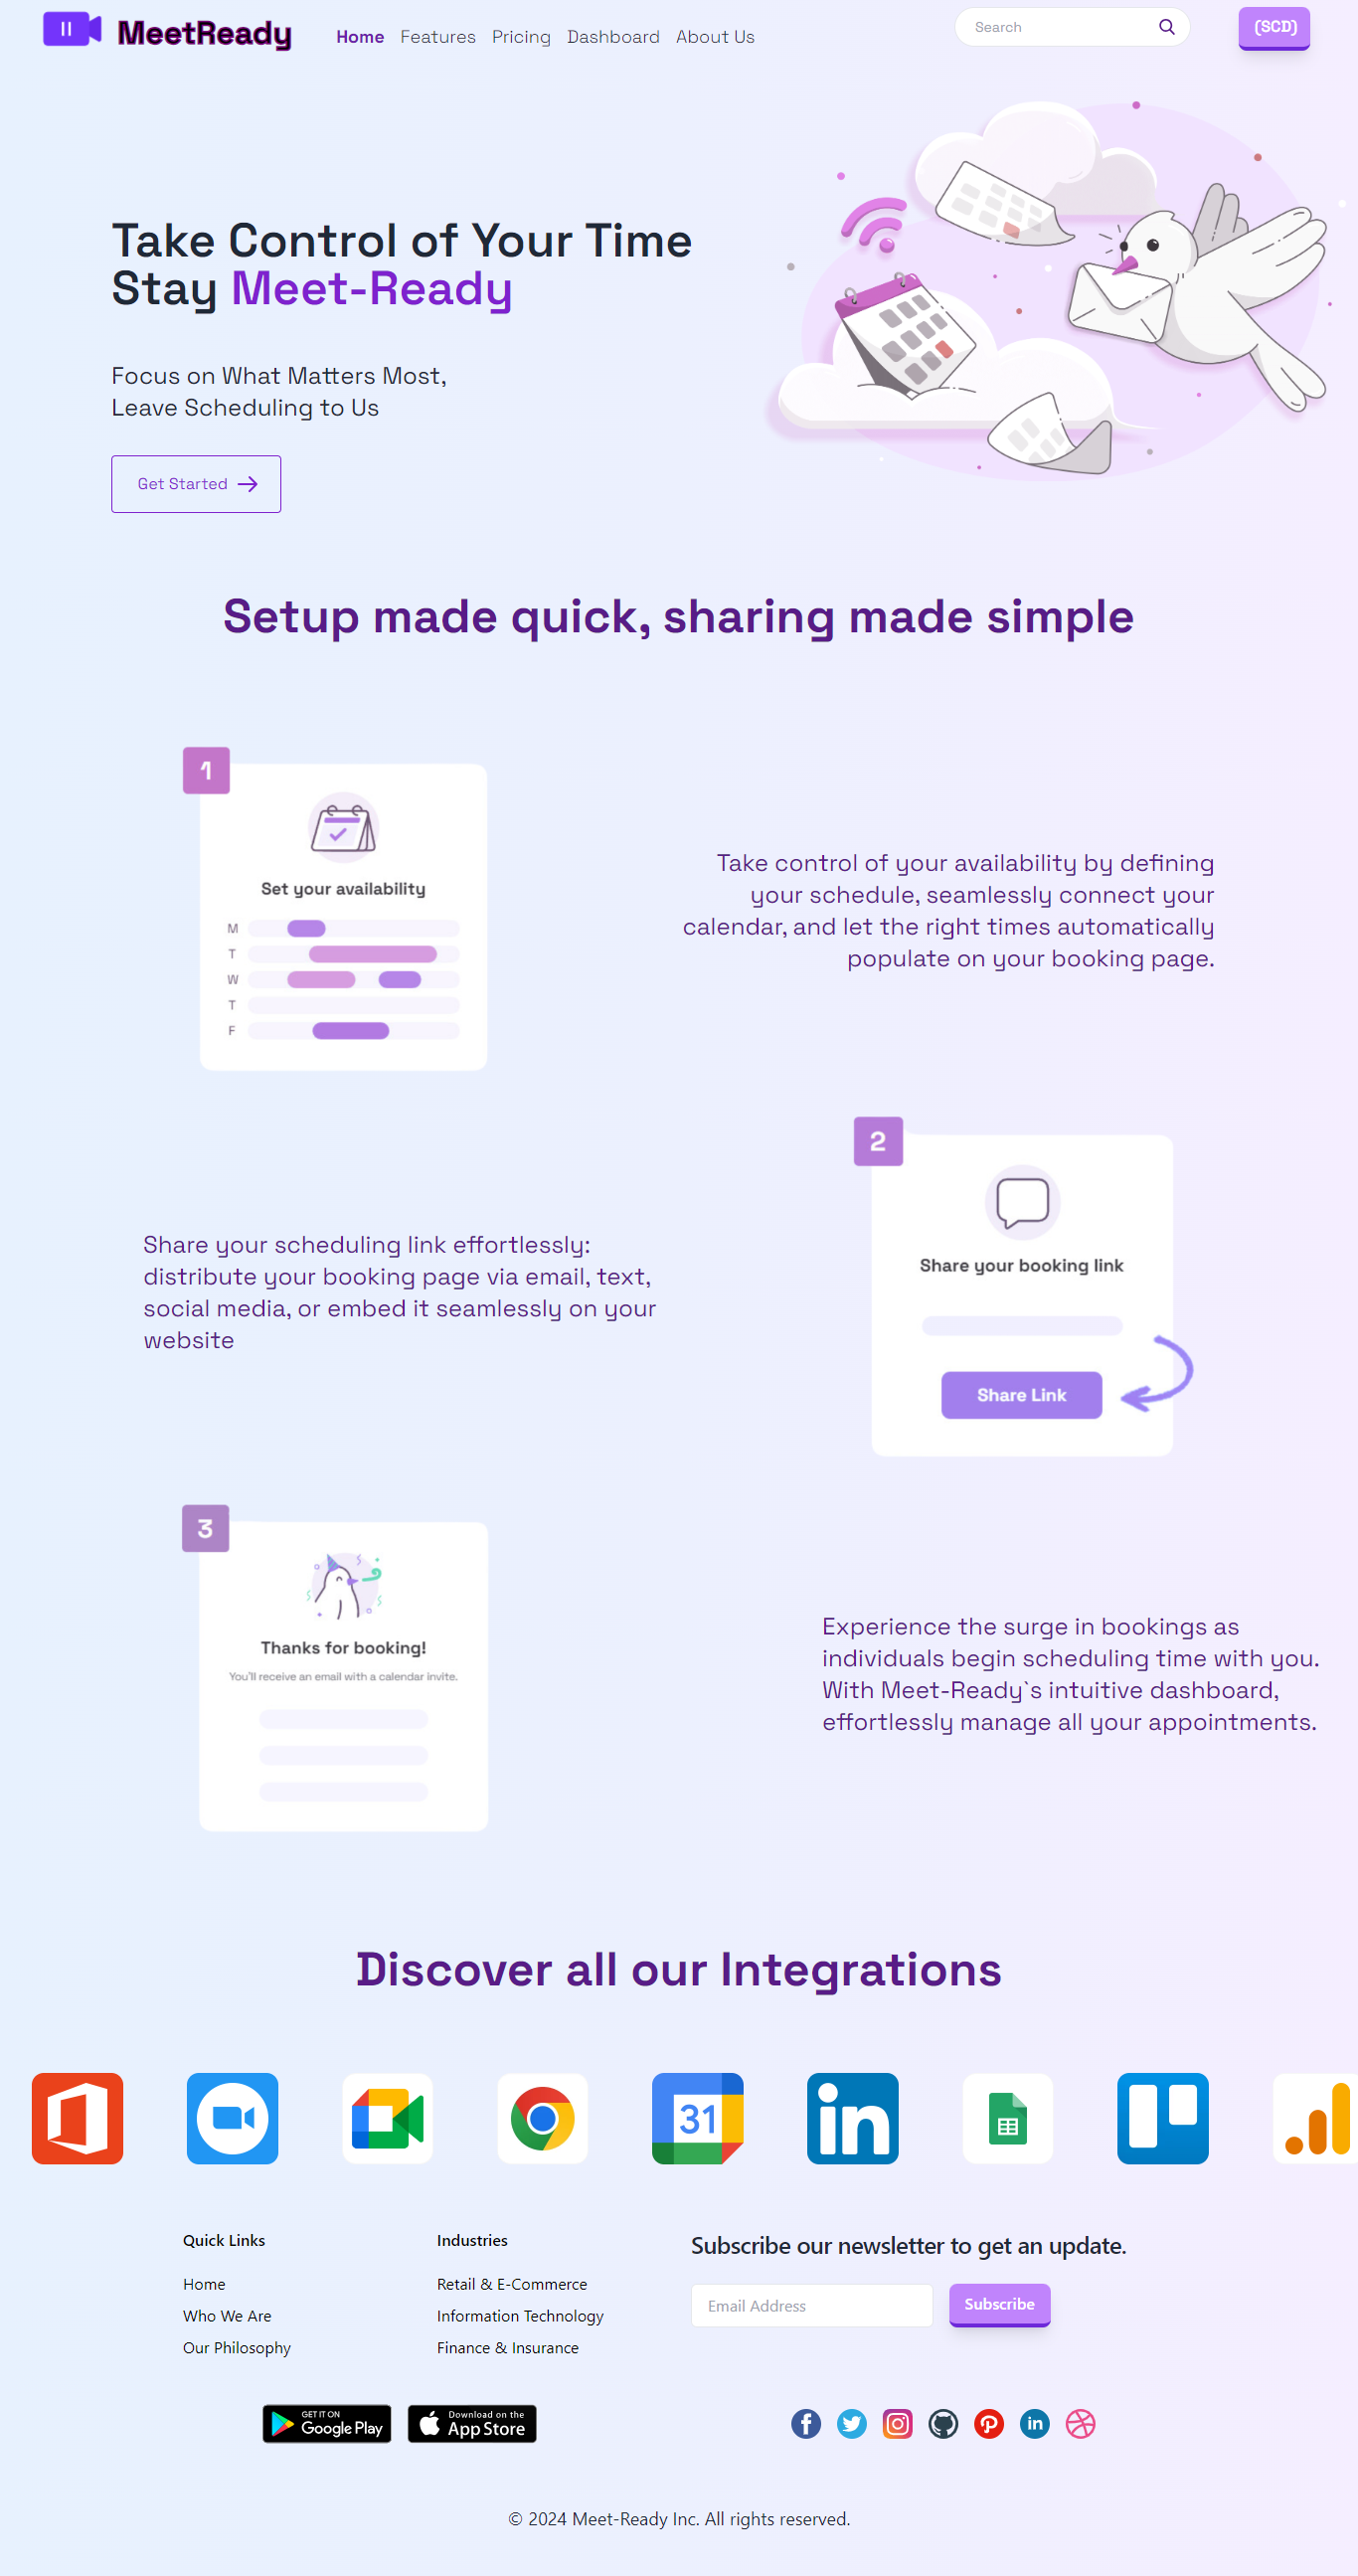 MeetReady
Home Features Pricing Dashboard About Us
Search
(SCD)
Take Control of Your Time
Stay Meet-Ready
Focus on What Matters Most,
Leave Scheduling to Us
Get Started
Setup made quick, sharing made simple
1
Set your availability
M
T
W
T
F
Take control of your availability by defining
your schedule, seamlessly connect your
calendar, and let the right times automatically
populate on your booking page.
Share your scheduling link effortlessly:
distribute your booking page via email, text,
social media, or embed it seamlessly on your
website
2
Share your booking link
Share Link
3
Thanks for booking!
You'll receive an email with a calendar invite.
Experience the surge in bookings as
individuals begin scheduling time with you.
With Meet-Ready`s intuitive dashboard,
effortlessly manage all your appointments.
Discover all our Integrations
31
in
Quick Links
Home
Who We Are
Our Philosophy
Industries
Retail & E-Commerce
Information Technology
Finance & Insurance
Subscribe our newsletter to get an update.
Email Address
Subscribe
GET IT ON
Google Play
Download on the
App Store
in
© 2024 Meet-Ready Inc. All rights reserved.